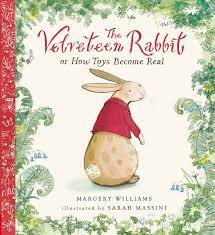 The
Velveteen Rabbit
or How Toys Become Real
MARGERY WILLIAMS
illustrated by SARAH MASSINI